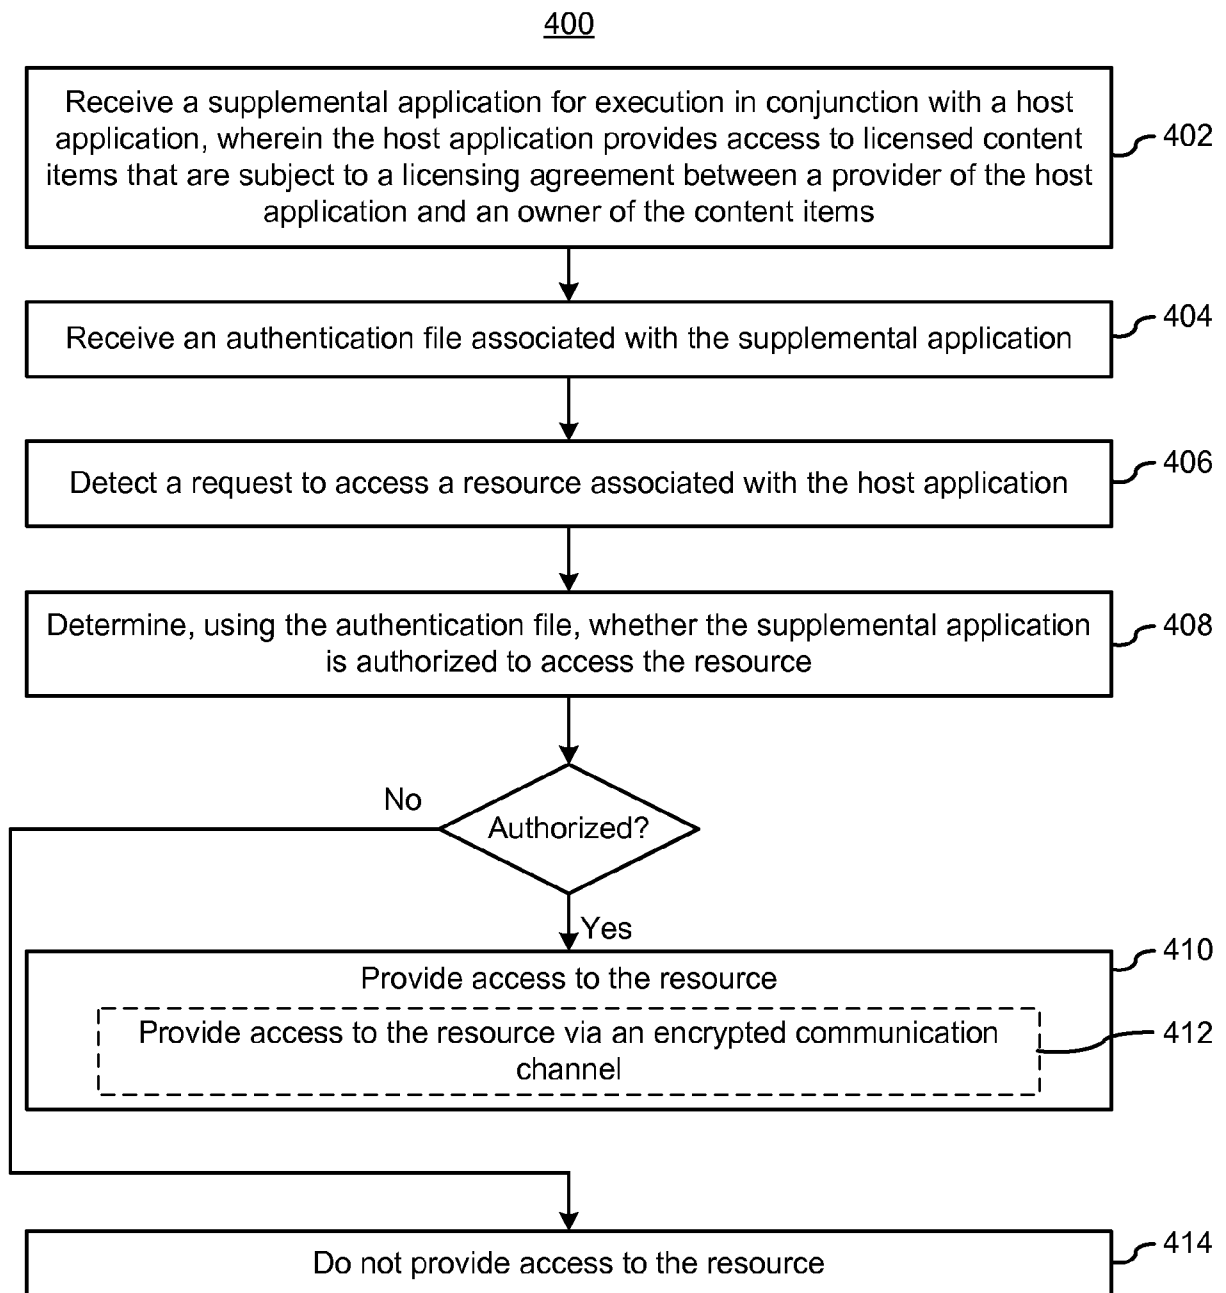 400
Receive a supplemental application for execution in conjunction with a host
application, wherein the host application provides access to licensed content
items that are subject to a licensing agreement between a provider of the host
application and an owner of the content items
402
Receive an authentication file associated with the supplemental application
404
Detect a request to access a resource associated with the host application
406
Determine, using the authentication file, whether the supplemental application
is authorized to access the resource
408
Authorized?
No
Yes
Provide access to the resource
410
Provide access to the resource via an encrypted communication
channel
412
Do not provide access to the resource
414